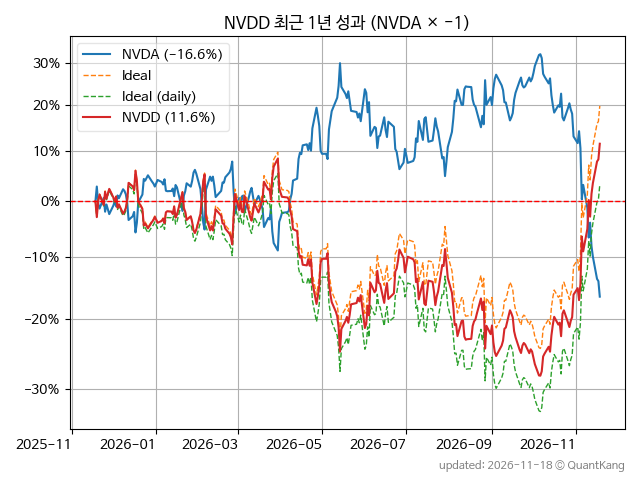 NVDD 최근 1년 성과 (NVDA × −1)
NVDA (−16.6%)
Ideal
Ideal (daily)
NVDD (11.6%)
30%
20%
10%
0%
−10%
−20%
−30%
2025-11 2026-01 2026-03 2026-05 2026-07 2026-09 2026-11
updated: 2026-11-18 © QuantKang